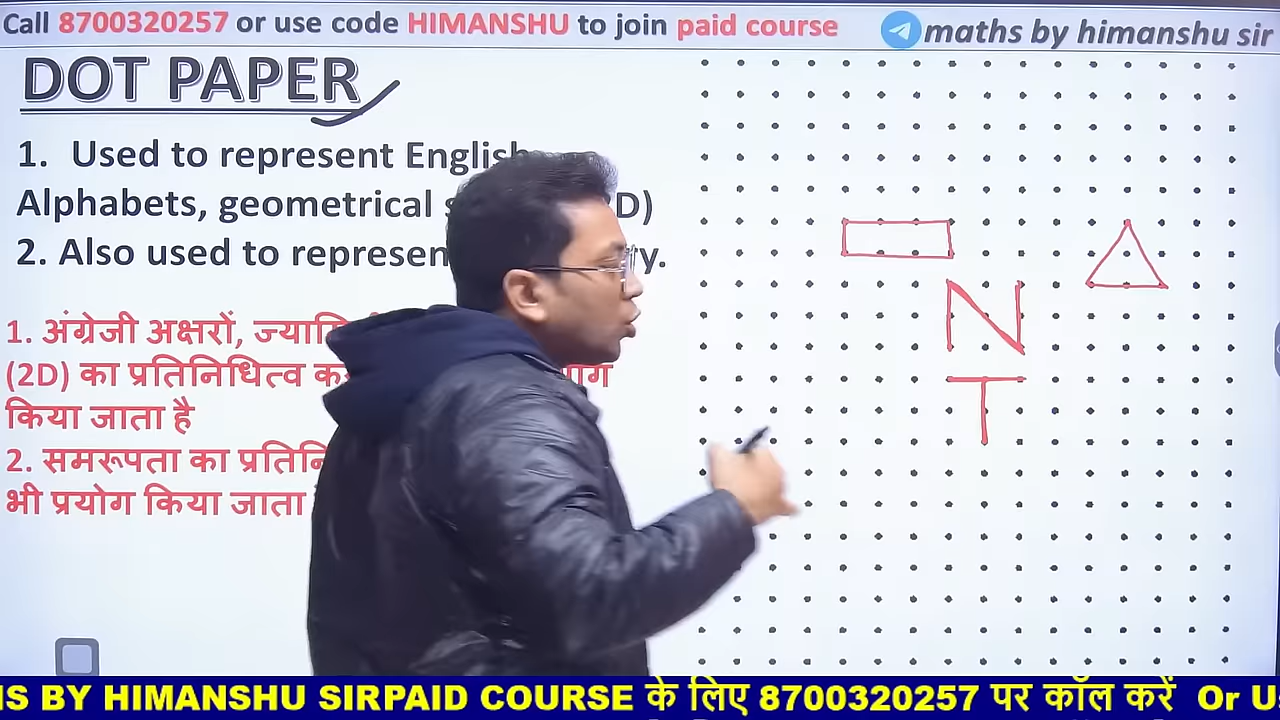 Call 8700320257 or use code HIMANSHU to join paid course
maths by himanshu sir
DOT PAPER
1. Used to represent English
Alphabets, geometrical D)
2. Also used to represen y.
1. अंग्रेजी अक्षरों,
(2D) का प्रतिनिधित्व
किया जाता है
2. समरूपता का
भी प्रयोग किया जाता
N
T
BY HIMANSHU SIRPAID COURSE के लिए 8700320257 पर कॉल करें Or